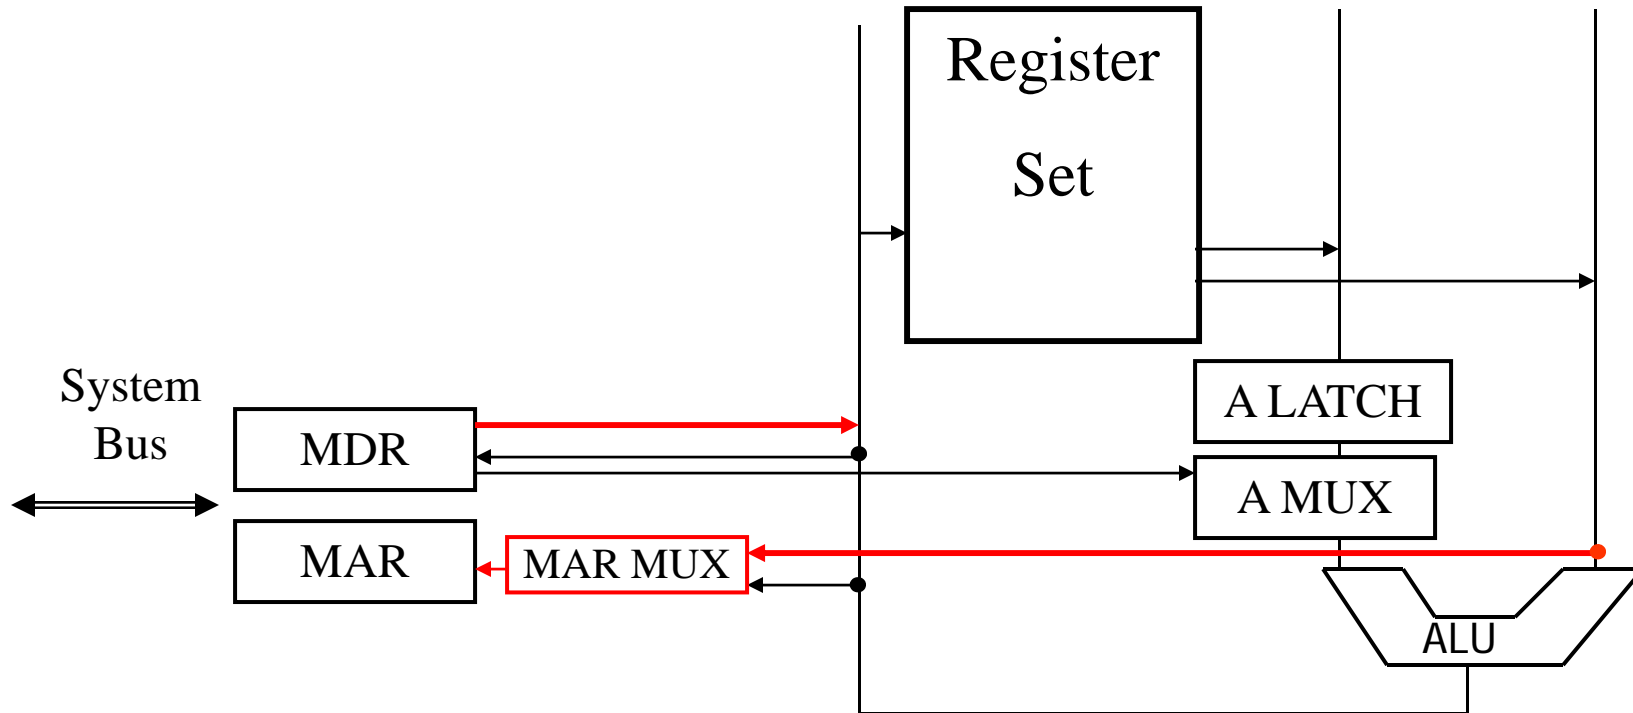 Register
Set
System
Bus
MDR
MAR
MAR MUX
A LATCH
A MUX
ALU